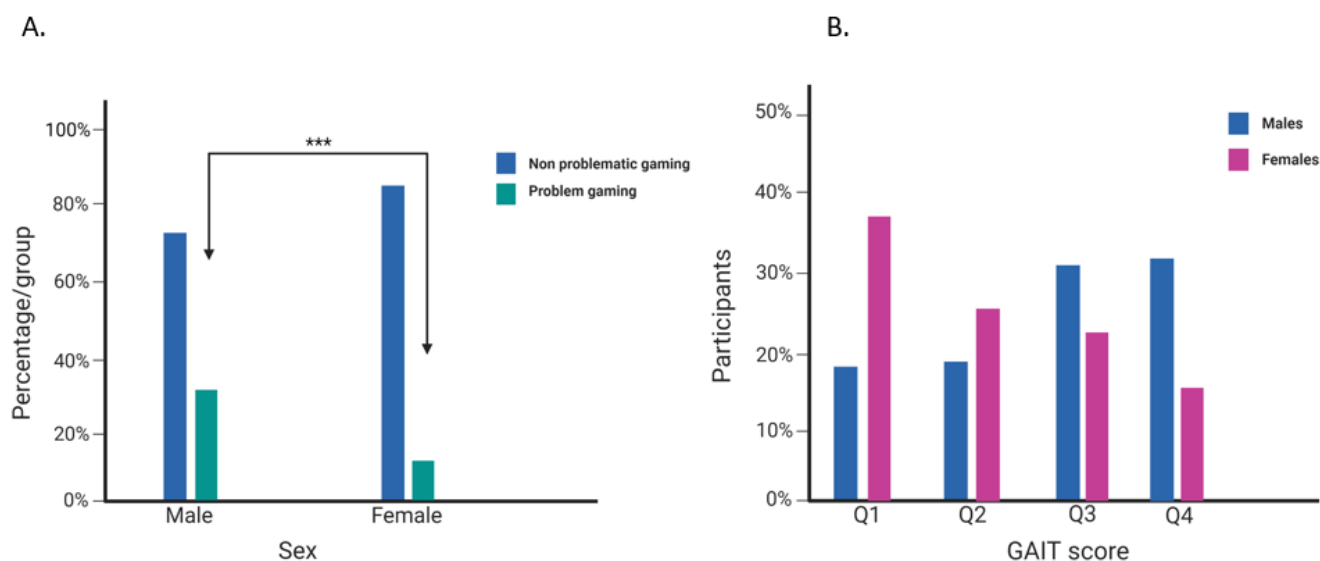 A.
100%
80%
60%
40%
20%
0%
Percentage/group
***
Non problematic gaming
Problem gaming
Male
Female
Sex
B.
50%
40%
30%
20%
10%
0%
Participants
Males
Females
Q1
Q2
Q3
Q4
GAIT score